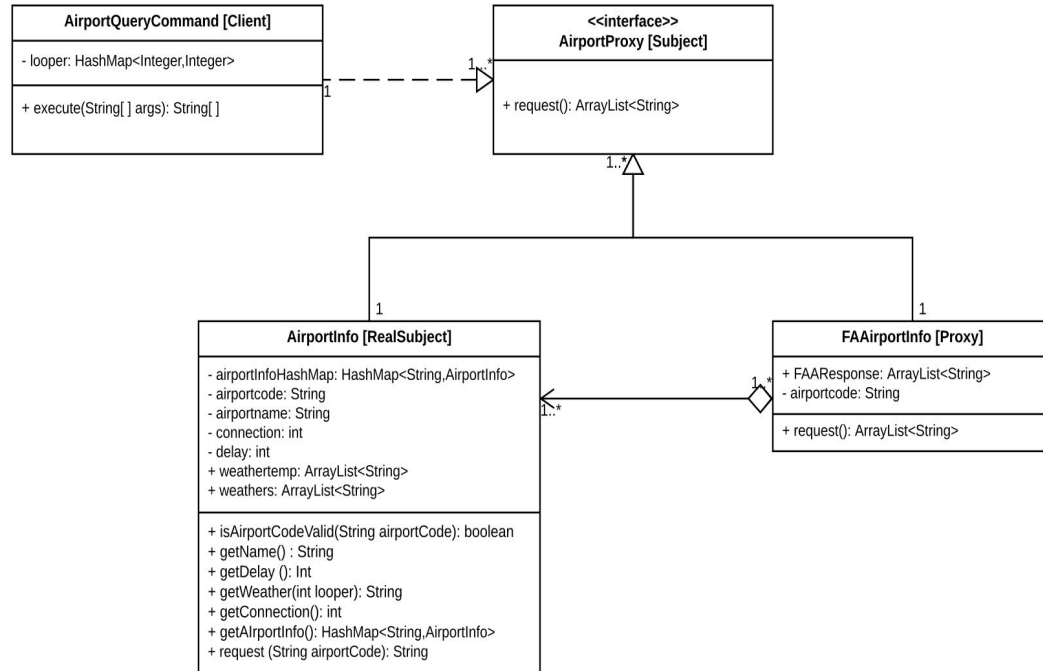 AirportQueryCommand [Client]
- looper: HashMap<Integer,Integer>
+ execute(String[ ] args): String[ ]
1
1..*
<<interface>>
AirportProxy [Subject]
+ request(): ArrayList<String>
1..*
1
1
AirportInfo [RealSubject]
- airportInfoHashMap: HashMap<String,AirportInfo>
- airportcode: String
- airportname: String
- connection: int
- delay: int
+ weathertemp: ArrayList<String>
+ weathers: ArrayList<String>
+ isAirportCodeValid(String airportCode): boolean
+ getName() : String
+ getDelay (): Int
+ getWeather(int looper): String
+ getConnection(): int
+ getAIrportInfo(): HashMap<String,AirportInfo>
+ request (String airportCode): String
1..*
1..*
FAAirportInfo [Proxy]
+ FAAResponse: ArrayList<String>
- airportcode: String
+ request(): ArrayList<String>